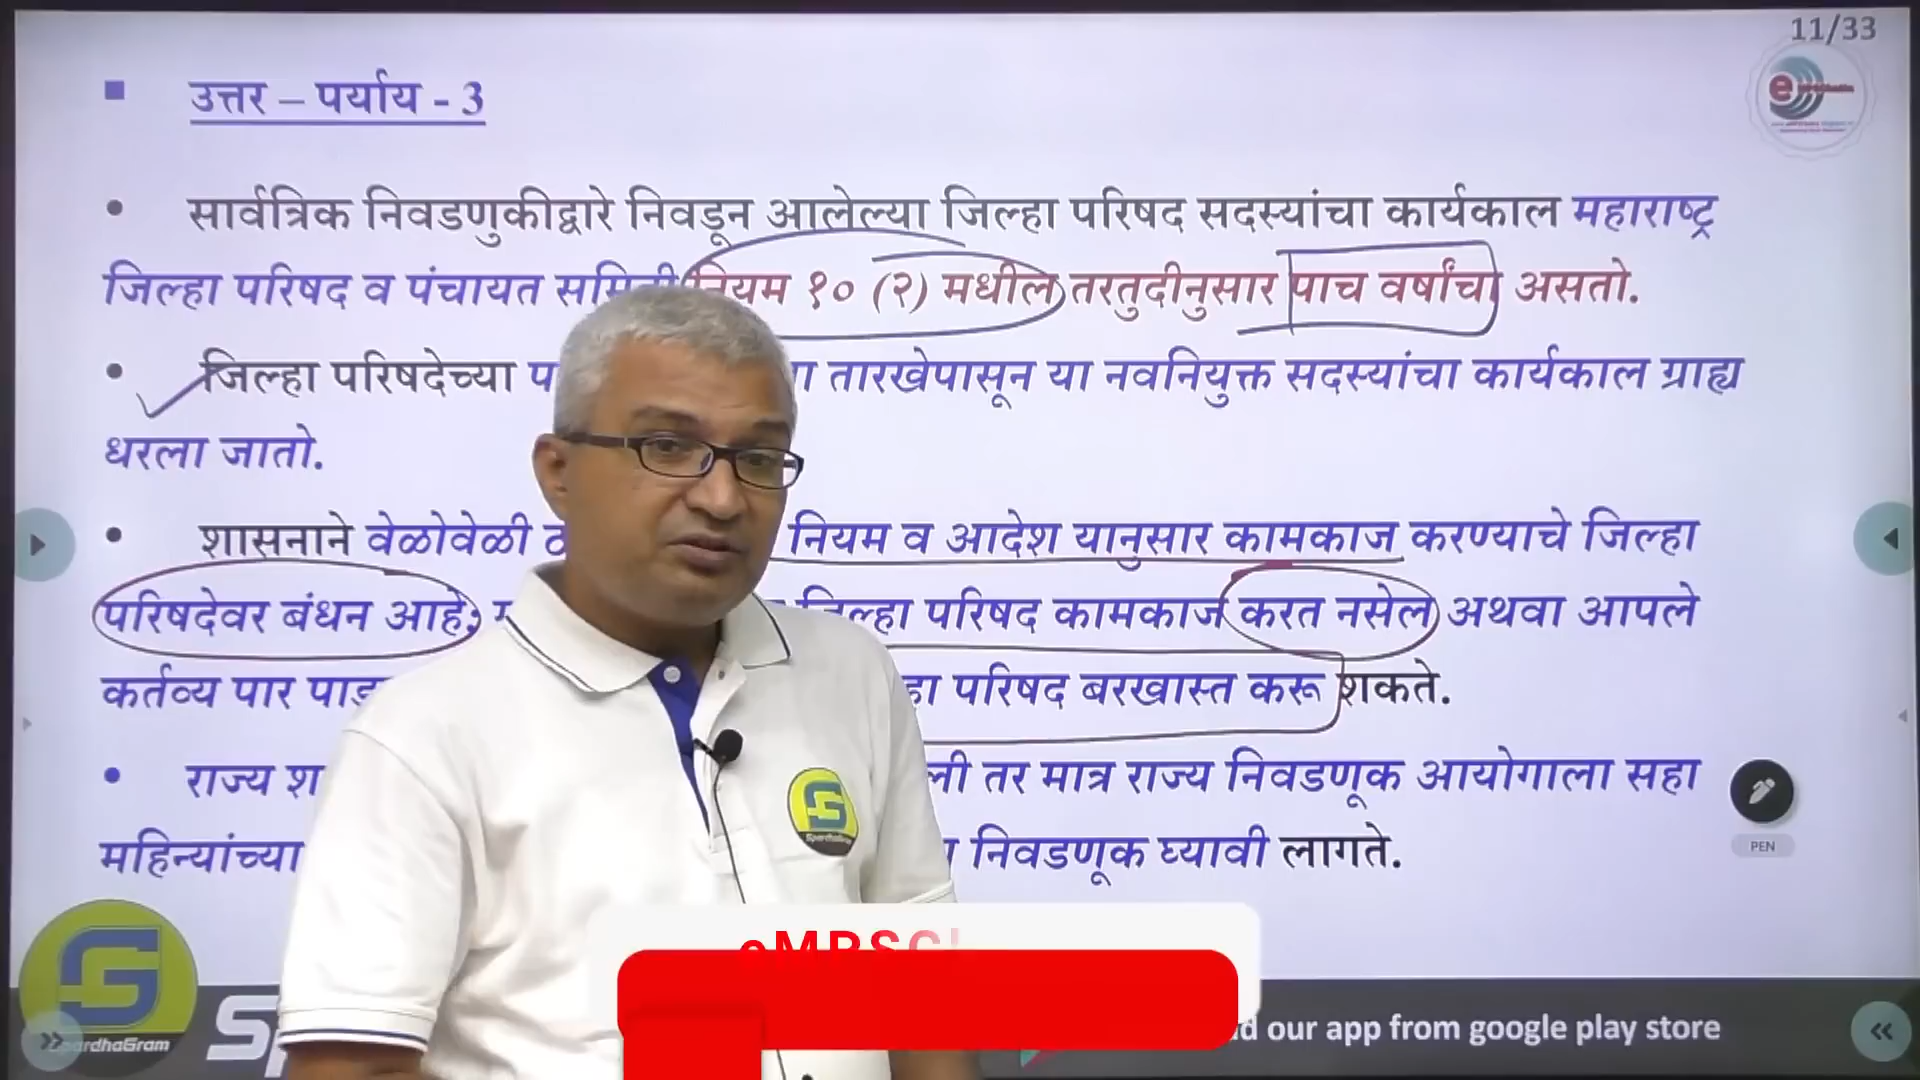 11/33
उत्तर – पर्याय - 3
सार्वत्रिक निवडणुकीद्वारे निवडून आलेल्या जिल्हा परिषद सदस्यांचा कार्यकाल महाराष्ट्र
जिल्हा परिषद व पंचायत समिती नियम १० (२) मधील तरतुदीनुसार पाच वर्षांचा असतो.
जिल्हा परिषदेच्या तारखेपासून या नवनियुक्त सदस्यांचा कार्यकाल ग्राह्य
धरला जातो.
शासनाने वेळोवेळी नियम व आदेश यानुसार कामकाज करण्याचे जिल्हा
परिषदेवर बंधन आहे; जिल्हा परिषद कामकाज करत नसेल अथवा आपले
कर्तव्य पार परिषद बरखास्त करू शकते.
राज्य तर मात्र राज्य निवडणूक आयोगाला सहा
महिन्यांच्या निवडणूक घ्यावी लागते.
PEN
SpardhaGram
our app from google play store